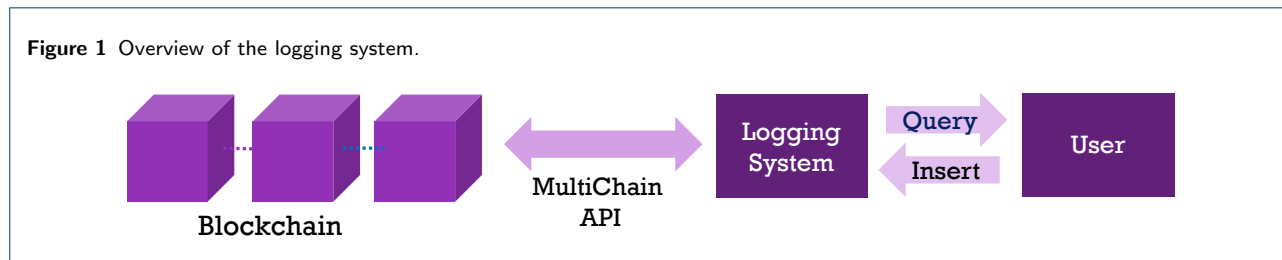 Figure 1 Overview of the logging system.
Blockchain
MultiChain
API
Logging
System
Query
Insert
User